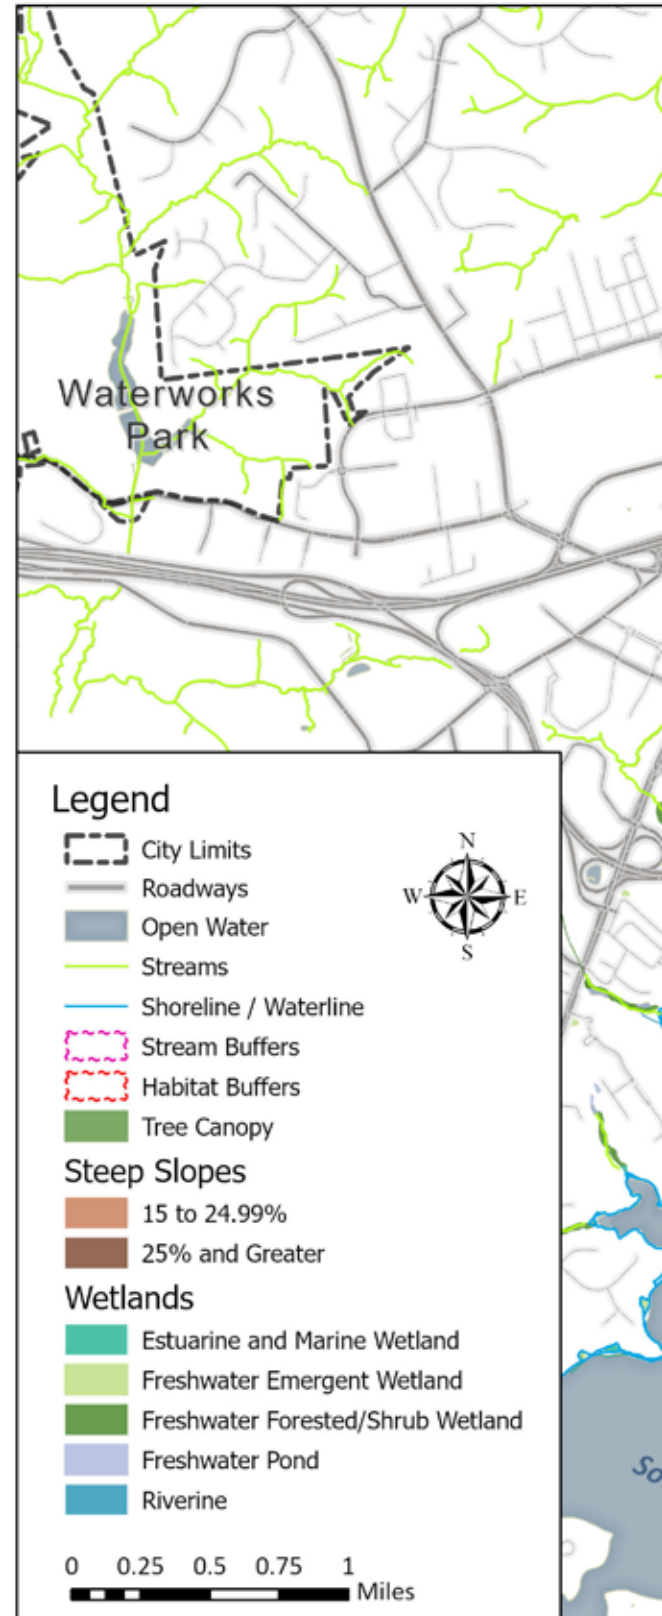 Waterworks
Park
Legend
City Limits
Roadways
Open Water
Streams
Shoreline / Waterline
Stream Buffers
Habitat Buffers
Tree Canopy
Steep Slopes
15 to 24.99%
25% and Greater
Wetlands
Estuarine and Marine Wetland
Freshwater Emergent Wetland
Freshwater Forested/Shrub Wetland
Freshwater Pond
Riverine
N
W E
S
So
0 0.25 0.5 0.75 1
Miles